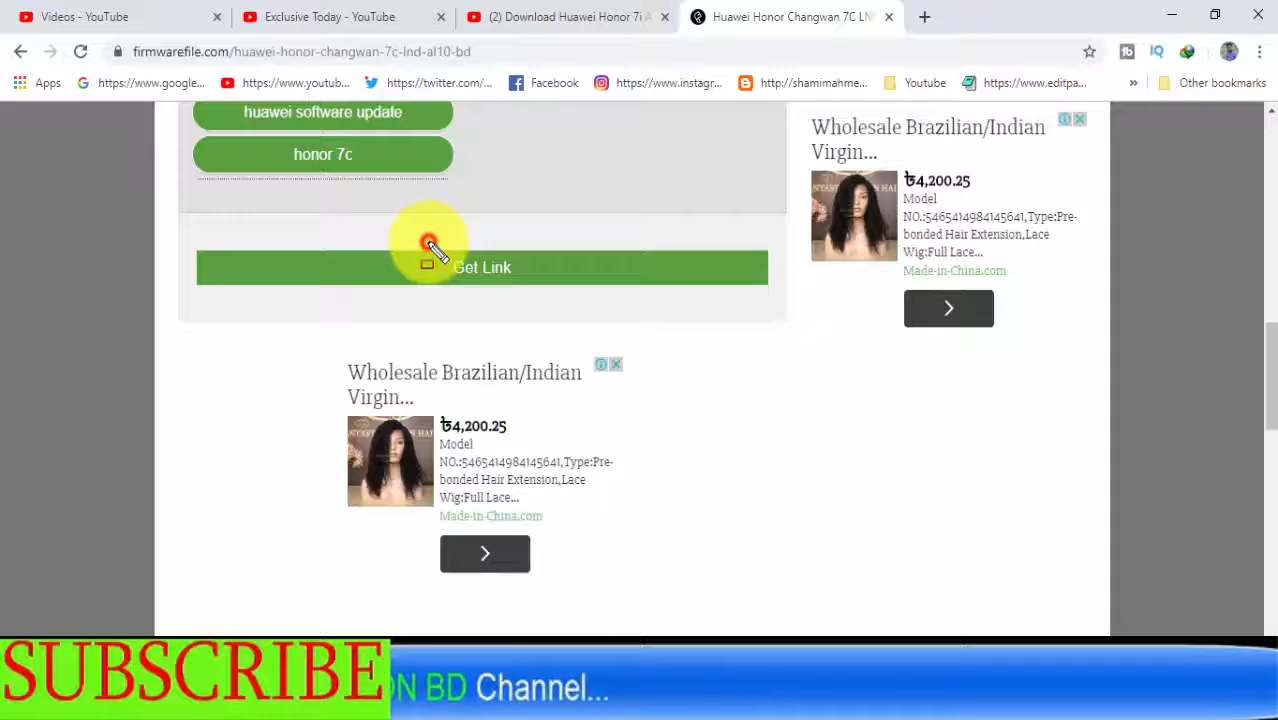 Videos - YouTube
Exclusive Today - YouTube
(2) Download Huawei Honor 7i A
Huawei Honor Changwan 7C LN
firmwarefile.com/huawei-honor-changwan-7c-lnd-al10-bd
Apps
https://www.google...
https://www.youtub...
https://twitter.com/...
Facebook
https://www.instagr...
http://shamimahme...
Youtube
https://www.editpa...
»
Other bookmarks
huawei software update
honor 7c
Get Link
Wholesale Brazilian/Indian
Virgin...
৳4,200.25
Model
NO.:5465414984145641,Type:Pre-
bonded Hair Extension,Lace
Wig:Full Lace...
Made-in-China.com
Wholesale Brazilian/Indian
Virgin...
৳4,200.25
Model
NO.:5465414984145641,Type:Pre-
bonded Hair Extension,Lace
Wig:Full Lace...
Made-in-China.com
SUBSCRIBE
ON BD Channel...